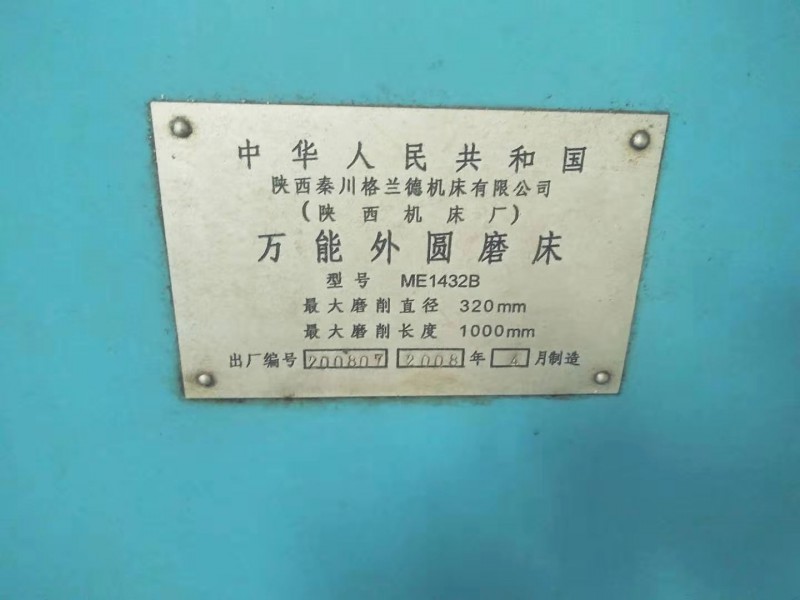 中华人民共和国
陕西秦川格兰德机床有限公司
(陕西机床厂)
万能外圆磨床
型号 ME1432B
最大磨削直径 320mm
最大磨削长度 1000mm
出厂编号 200807 2008 年 4 月制造